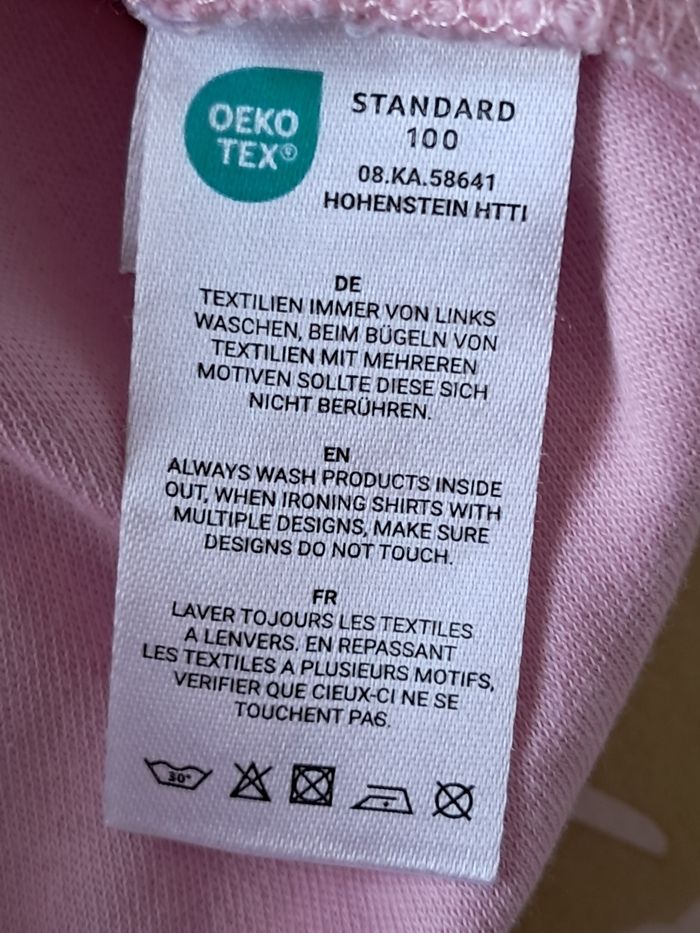 OEKO
TEX®
STANDARD
100
08.KA.58641
HOHENSTEIN HTTI
DE
TEXTILIEN IMMER VON LINKS
WASCHEN, BEIM BÜGELN VON
TEXTILIEN MIT MEHREREN
MOTIVEN SOLLTE DIESE SICH
NICHT BERÜHREN.
EN
ALWAYS WASH PRODUCTS INSIDE
OUT, WHEN IRONING SHIRTS WITH
MULTIPLE DESIGNS, MAKE SURE
DESIGNS DO NOT TOUCH.
FR
LAVER TOJOURS LES TEXTILES
A LENVERS. EN REPASSANT
LES TEXTILES A PLUSIEURS MOTIFS,
VERIFIER QUE CIEUX-CI NE SE
TOUCHENT PAS.
30°